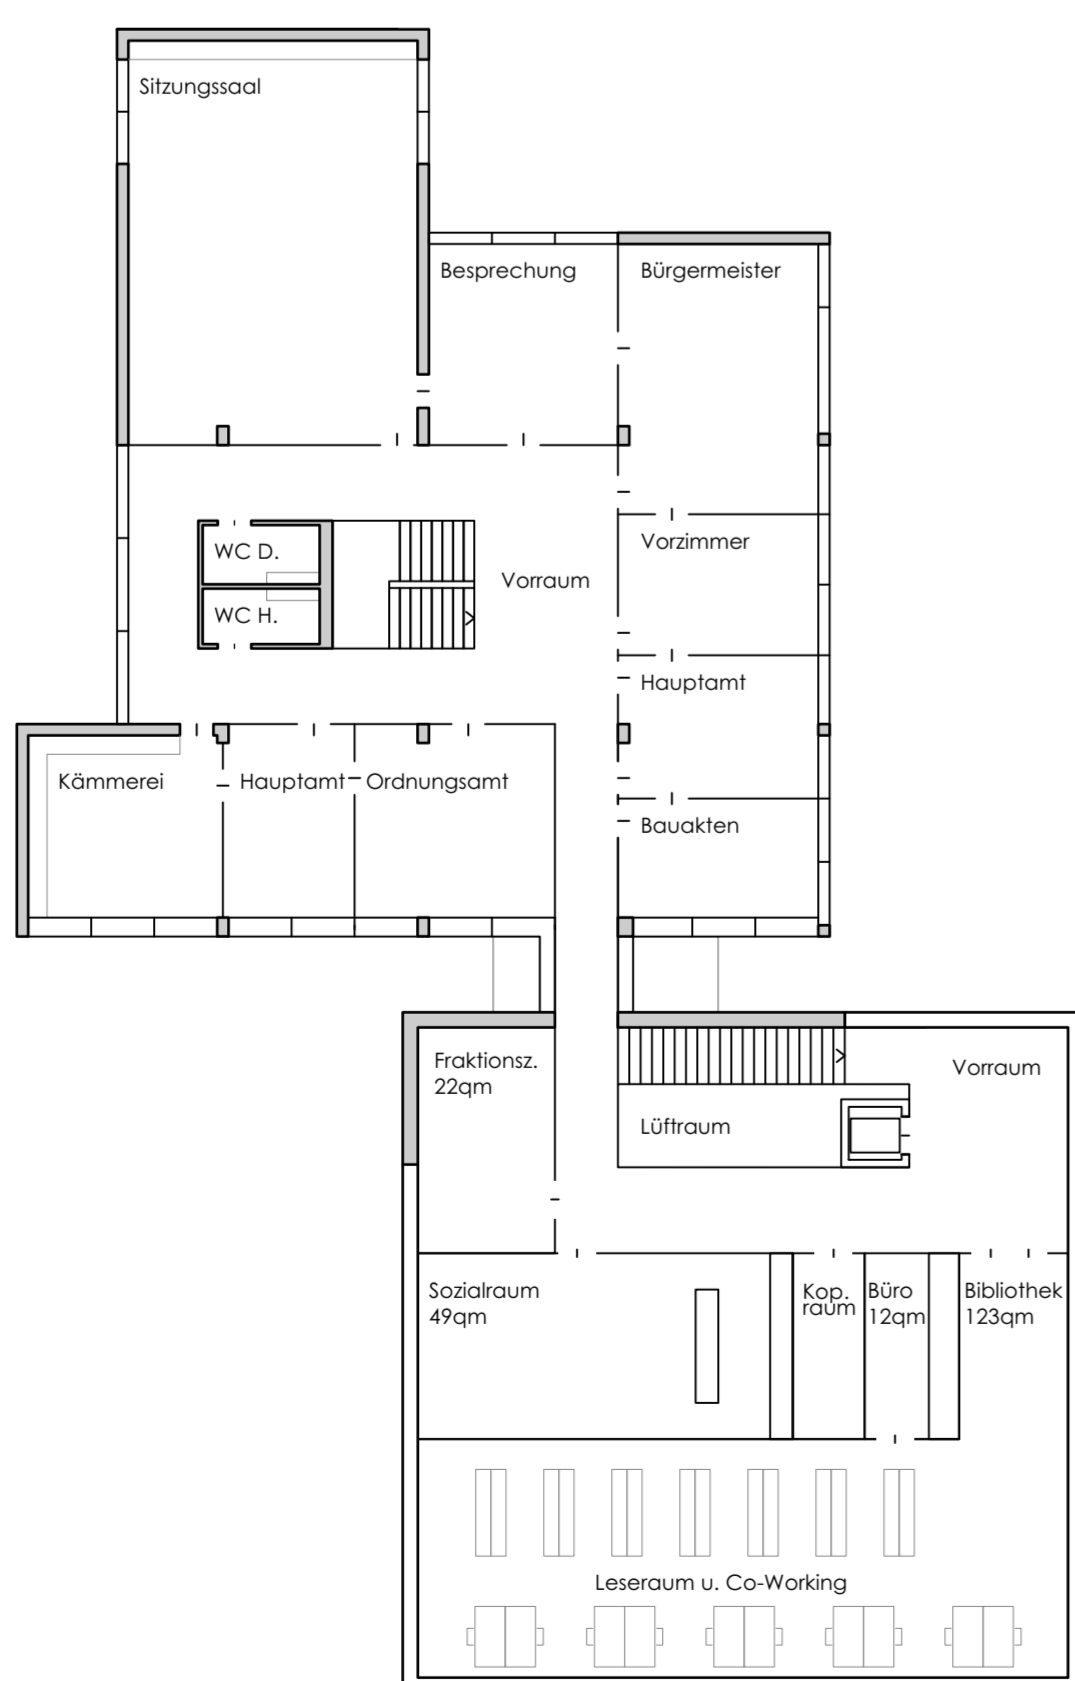 Sitzungssaal
Besprechung
Bürgermeister
WC D.
Vorzimmer
Vorraum
WC H.
Hauptamt
Kämmerei
Hauptamt
Ordnungsamt
Bauakten
Fraktionsz.
22qm
Vorraum
Lüftraum
Sozialraum
49qm
Kop.
raum
Büro
12qm
Bibliothek
123qm
Leseraum u. Co-Working